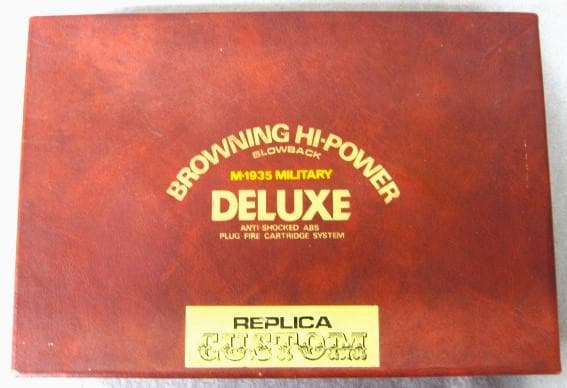 BROWNING HI-POWER
BLOWBACK
M-1935 MILITARY
DELUXE
ANTI-SHOCKED ABS
PLUG FIRE CARTRIDGE SYSTEM
REPLICA
CUSTOM